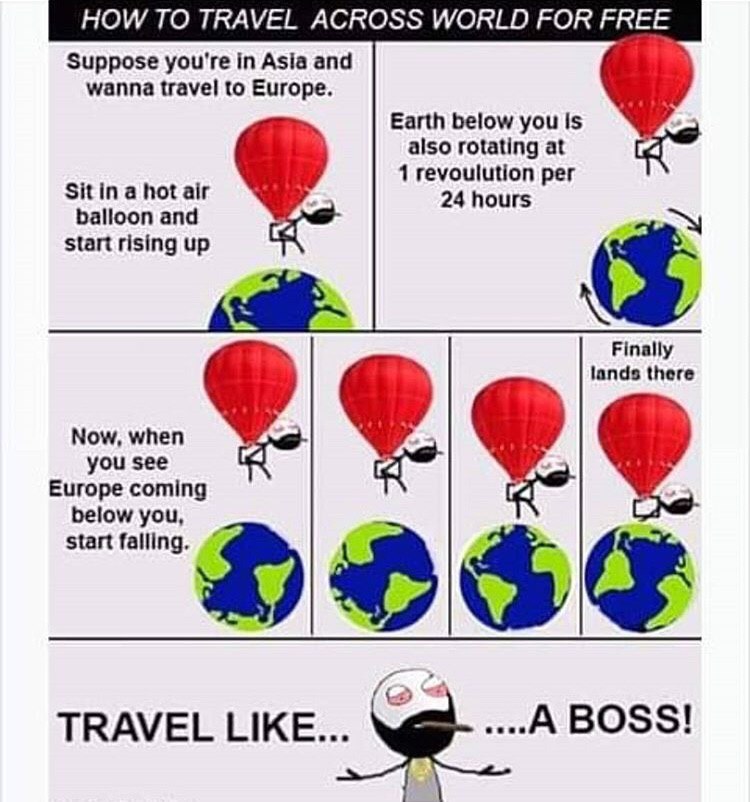 HOW TO TRAVEL ACROSS WORLD FOR FREE
Suppose you're in Asia and
wanna travel to Europe.
Sit in a hot air
balloon and
start rising up
Earth below you is
also rotating at
1 revoulution per
24 hours
Now, when
you see
Europe coming
below you,
start falling.
Finally
lands there
TRAVEL LIKE... ....A BOSS!